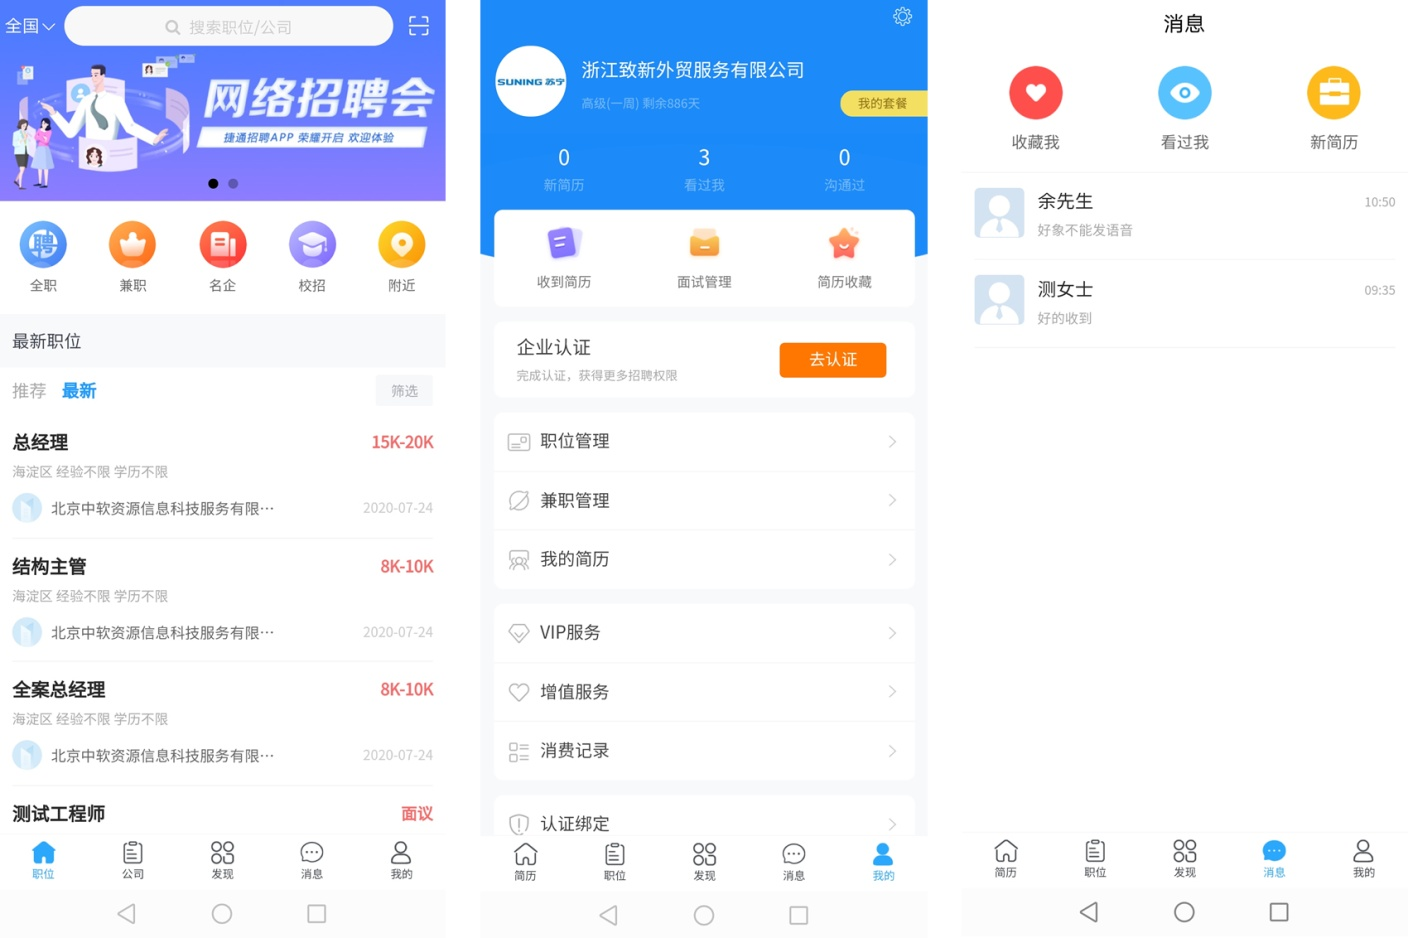 全国
搜索职位/公司
网络招聘会
捷通招聘APP 荣耀开启 欢迎体验
聘
全职
兼职
名企
校招
附近
最新职位
推荐
最新
筛选
总经理
15K-20K
海淀区 经验不限 学历不限
北京中软资源信息科技服务有限…
2020-07-24
结构主管
8K-10K
海淀区 经验不限 学历不限
北京中软资源信息科技服务有限…
2020-07-24
全案总经理
8K-10K
海淀区 经验不限 学历不限
北京中软资源信息科技服务有限…
2020-07-24
测试工程师
面议
职位
公司
发现
消息
我的
SUNING 苏宁
浙江致新外贸服务有限公司
高级(一周) 剩余886天
我的套餐
0
3
0
新简历
看过我
沟通过
收到简历
面试管理
简历收藏
企业认证
完成认证，获得更多招聘权限
去认证
职位管理
兼职管理
我的简历
VIP服务
增值服务
消费记录
认证绑定
简历
职位
发现
消息
我的
消息
收藏我
看过我
新简历
余先生
10:50
好象不能发语音
测女士
09:35
好的收到
简历
职位
发现
消息
我的